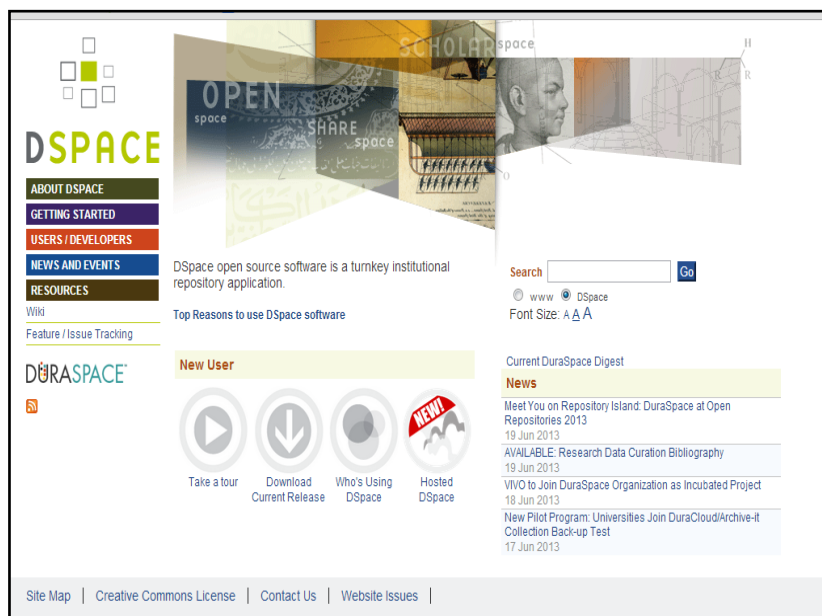 OPEN
space
SHARE
space
SCHOLAR
space
H
R R
O
DSPACE
ABOUT DSPACE
GETTING STARTED
USERS / DEVELOPERS
NEWS AND EVENTS
RESOURCES
Wiki
Feature / Issue Tracking
DURASPACE
DSpace open source software is a turnkey institutional
repository application.
Top Reasons to use DSpace software
Search Go
www DSpace
Font Size: A A A
New User
NEW!
Take a tour
Download
Current Release
Who's Using
DSpace
Hosted
DSpace
Current DuraSpace Digest
News
Meet You on Repository Island: DuraSpace at Open
Repositories 2013
19 Jun 2013
AVAILABLE: Research Data Curation Bibliography
19 Jun 2013
VIVO to Join DuraSpace Organization as Incubated Project
18 Jun 2013
New Pilot Program: Universities Join DuraCloud/Archive-it
Collection Back-up Test
17 Jun 2013
Site Map | Creative Commons License | Contact Us | Website Issues |